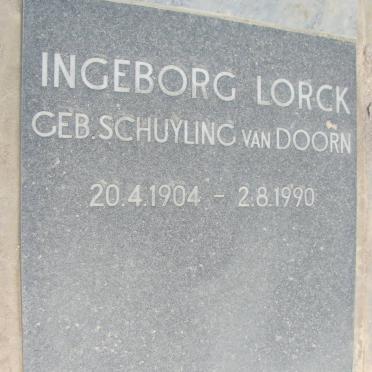 INGEBORG LORCK
GEB. SCHUYLING VAN DOORN
20.4.1904 - 2.8.1990